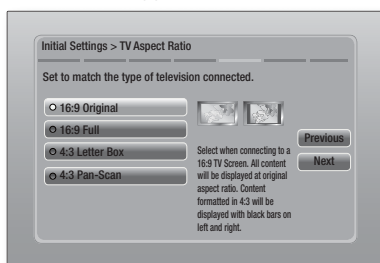 Initial Settings > TV Aspect Ratio
Set to match the type of television connected.
16:9 Original
16:9 Full
4:3 Letter Box
4:3 Pan-Scan
Select when connecting to a
16:9 TV Screen. All content
will be displayed at original
aspect ratio. Content
formatted in 4:3 will be
displayed with black bars on
left and right.
Previous
Next